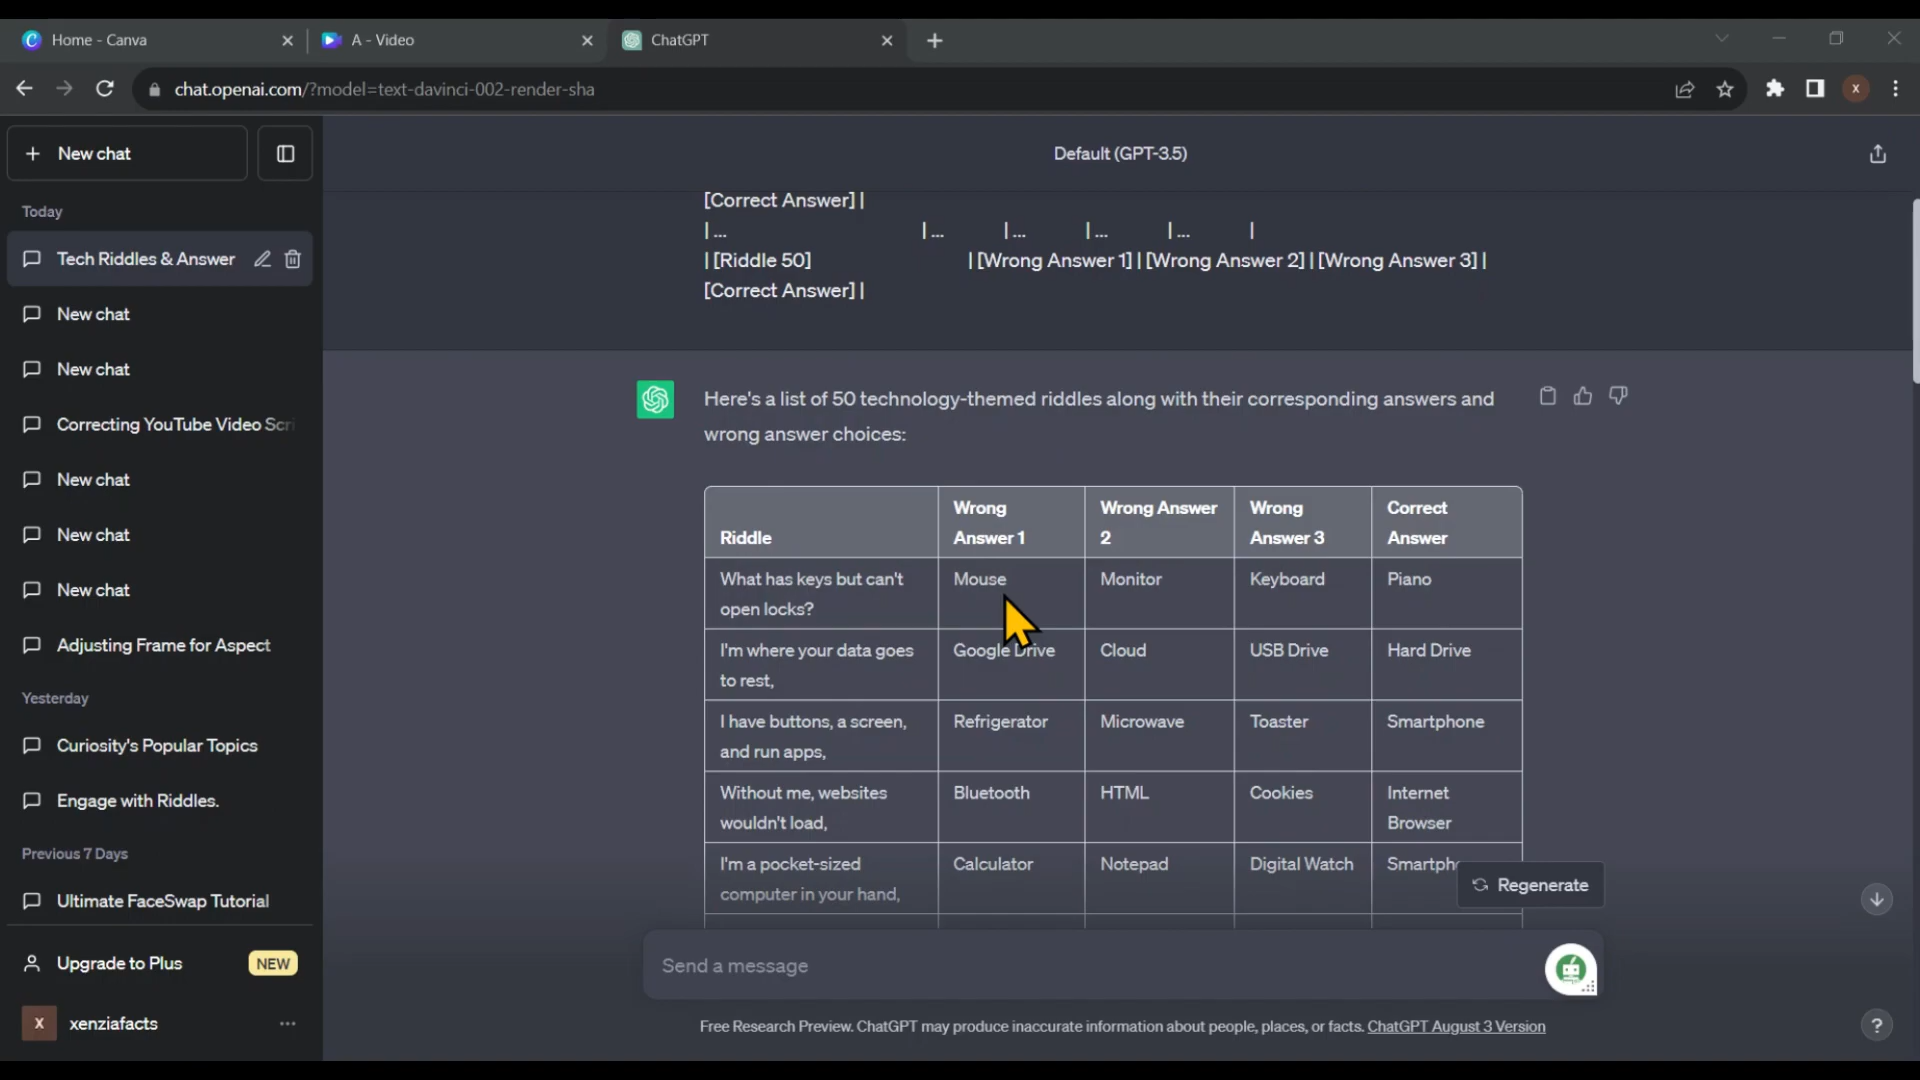 Home - Canva
A - Video
ChatGPT
chat.openai.com/?model=text-davinci-002-render-sha
X
New chat
Default (GPT-3.5)
Today
Tech Riddles & Answer
New chat
New chat
Correcting YouTube Video Scri
New chat
New chat
New chat
Adjusting Frame for Aspect
Yesterday
Curiosity's Popular Topics
Engage with Riddles.
Previous 7 Days
Ultimate FaceSwap Tutorial
Upgrade to Plus NEW
X xenziafacts
[Correct Answer] |
| ... | ... | ... | ... | ... |
| [Riddle 50] | [Wrong Answer 1] | [Wrong Answer 2] | [Wrong Answer 3] |
[Correct Answer] |
Here's a list of 50 technology-themed riddles along with their corresponding answers and
wrong answer choices:
Wrong Wrong Answer Wrong Correct
Riddle Answer 1 2 Answer 3 Answer
What has keys but can't Mouse Monitor Keyboard Piano
open locks?
I'm where your data goes Google Drive Cloud USB Drive Hard Drive
to rest,
I have buttons, a screen, Refrigerator Microwave Toaster Smartphone
and run apps,
Without me, websites Bluetooth HTML Cookies Internet
wouldn't load, Browser
I'm a pocket-sized Calculator Notepad Digital Watch Smartph
computer in your hand,
Regenerate
Send a message
Free Research Preview. ChatGPT may produce inaccurate information about people, places, or facts. ChatGPT August 3 Version
?